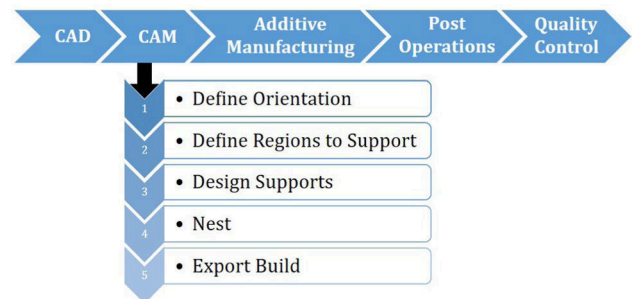 CAD
CAM
Additive
Manufacturing
Post
Operations
Quality
Control
1
• Define Orientation
2
• Define Regions to Support
3
• Design Supports
4
• Nest
5
• Export Build